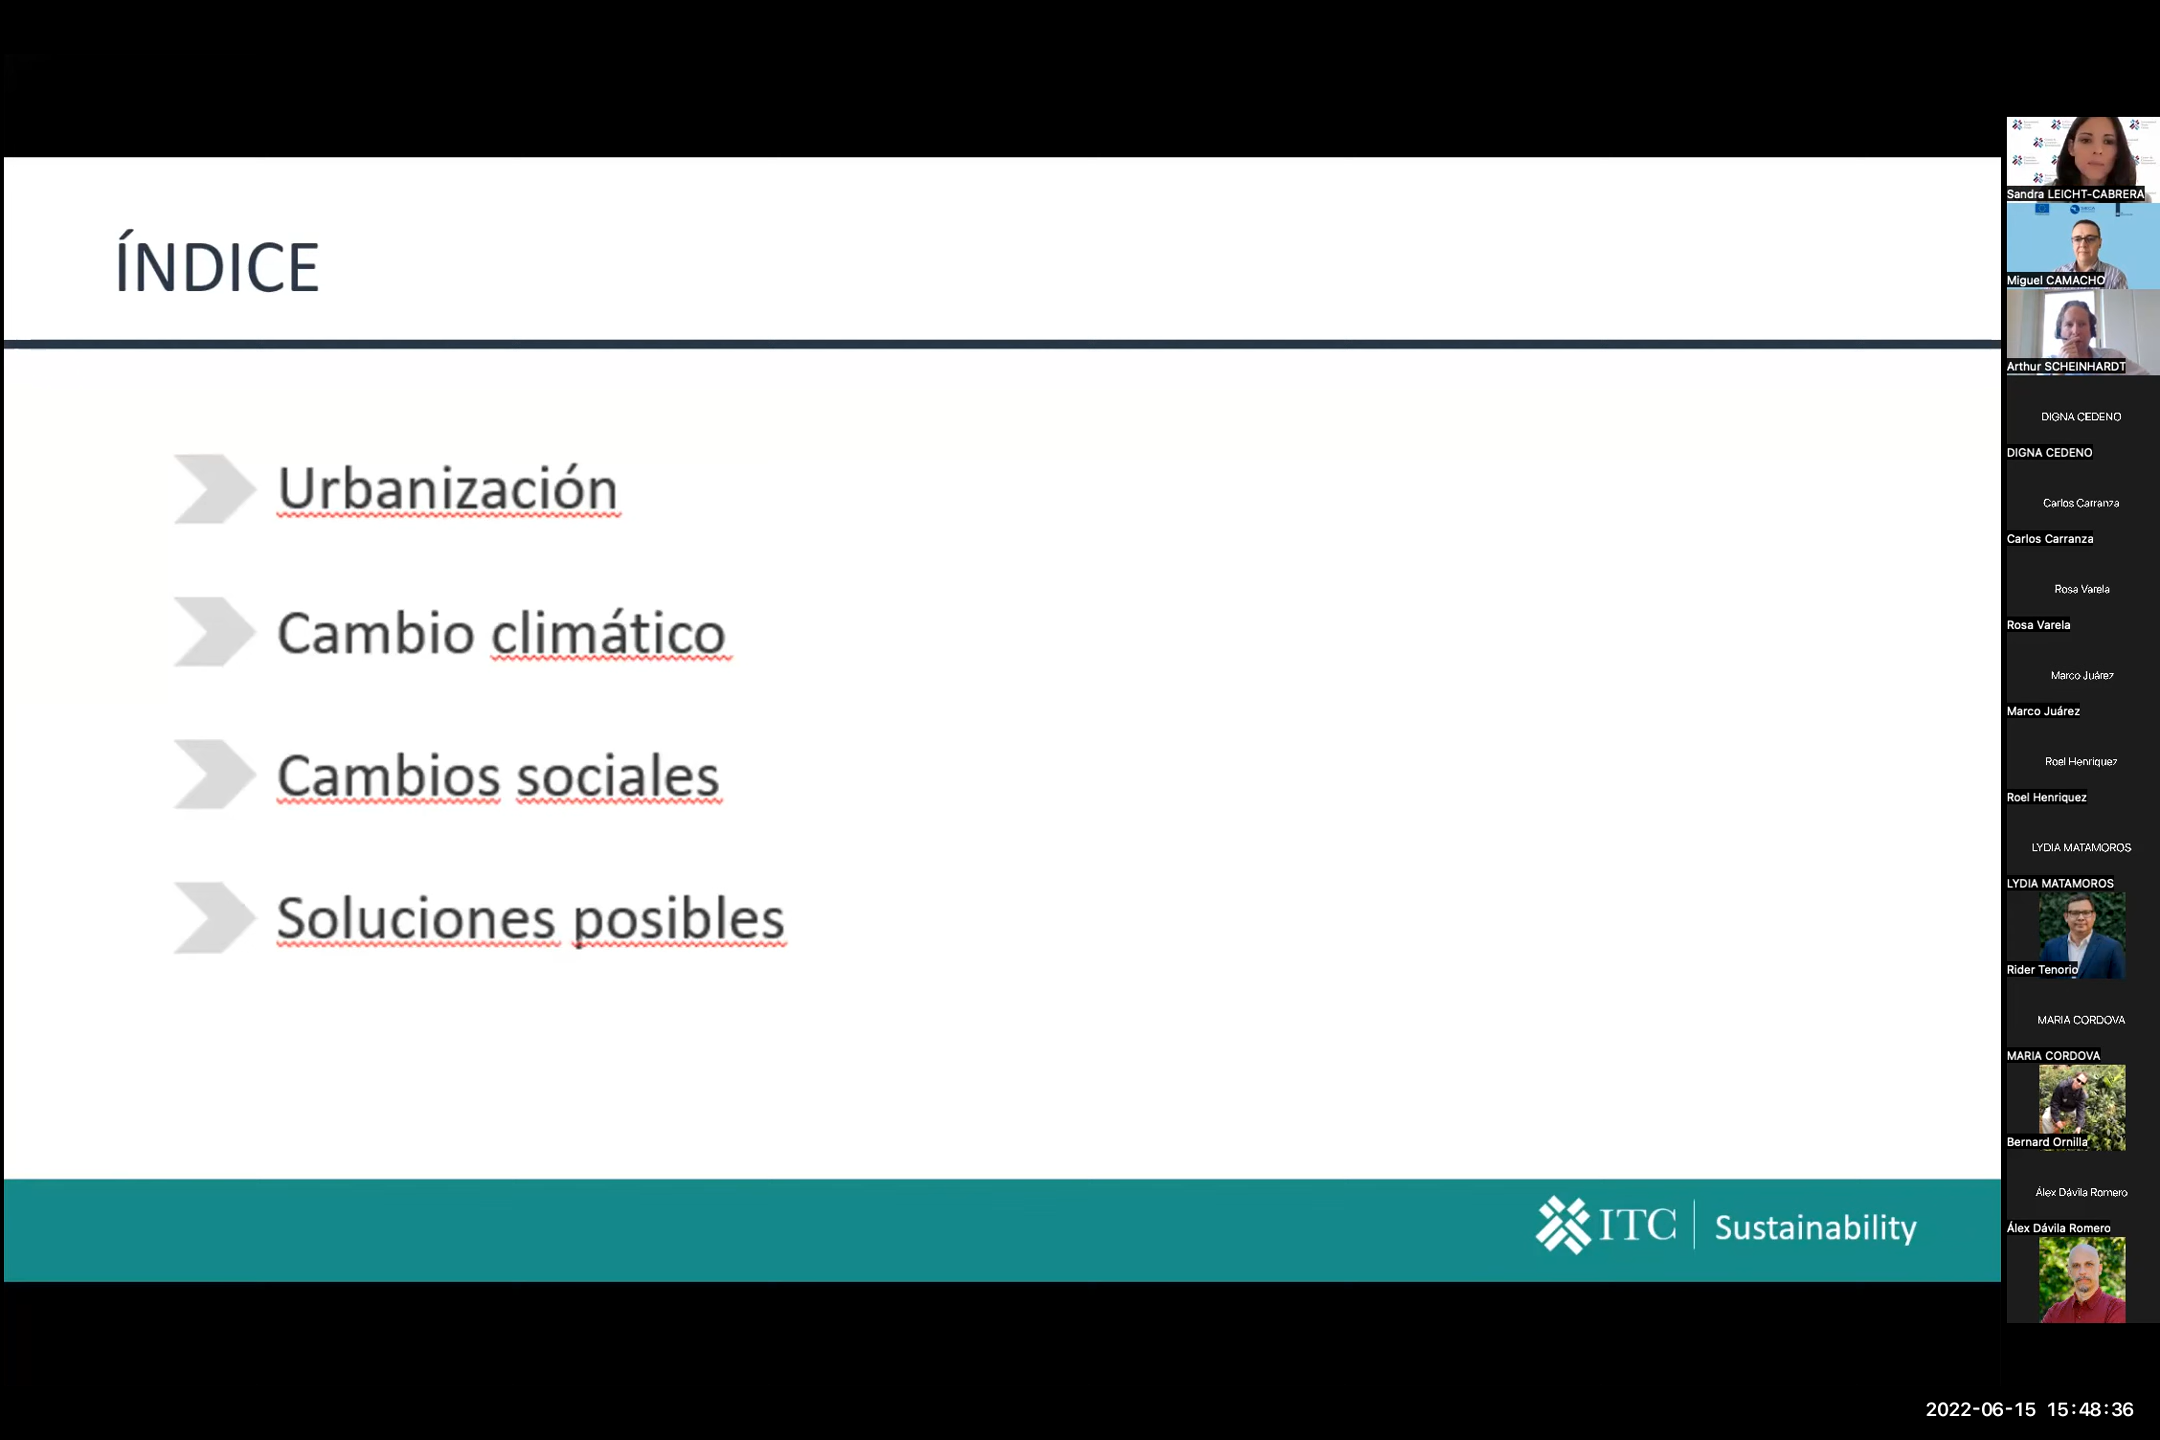 ÍNDICE
Urbanización
Cambio climático
Cambios sociales
Soluciones posibles
ITC | Sustainability
Sandra LEICHT-CABRERA
Miguel CAMACHO
Arthur SCHEINHARDT
DIGNA CEDENO
DIGNA CEDENO
Carlos Carranza
Carlos Carranza
Rosa Varela
Rosa Varela
Marco Juárez
Marco Juárez
Roel Henriquez
Roel Henriquez
LYDIA MATAMOROS
LYDIA MATAMOROS
Rider Tenorio
MARIA CORDOVA
MARIA CORDOVA
Bernard Ornilla
Álex Dávila Romero
Álex Dávila Romero
2022-06-15 15:48:36